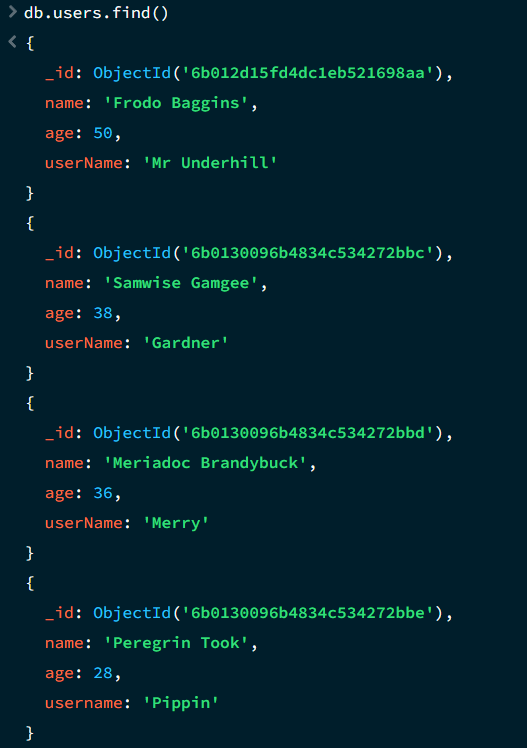 > db.users.find()
< {
_id: ObjectId('6b012d15fd4dc1eb521698aa'),
name: 'Frodo Baggins',
age: 50,
userName: 'Mr Underhill'
}
{
_id: ObjectId('6b0130096b4834c534272bbc'),
name: 'Samwise Gamgee',
age: 38,
userName: 'Gardner'
}
{
_id: ObjectId('6b0130096b4834c534272bbd'),
name: 'Meriadoc Brandybuck',
age: 36,
userName: 'Merry'
}
{
_id: ObjectId('6b0130096b4834c534272bbe'),
name: 'Peregrin Took',
age: 28,
username: 'Pippin'
}